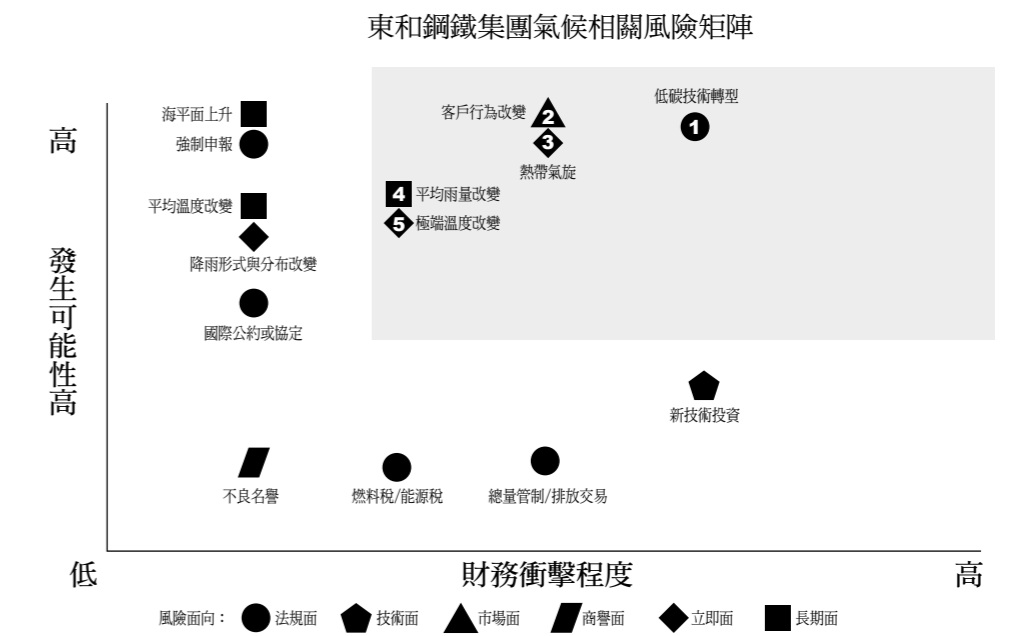 東和鋼鐵集團氣候相關風險矩陣
高
發生可能性高
海平面上升
強制申報
平均溫度改變
降雨形式與分布改變
國際公約或協定
客戶行為改變
2
3
熱帶氣旋
低碳技術轉型
1
4 平均雨量改變
5 極端溫度改變
新技術投資
不良名譽
燃料稅/能源稅
總量管制/排放交易
低
財務衝擊程度
高
風險面向： 法規面 技術面 市場面 商譽面 立即面 長期面